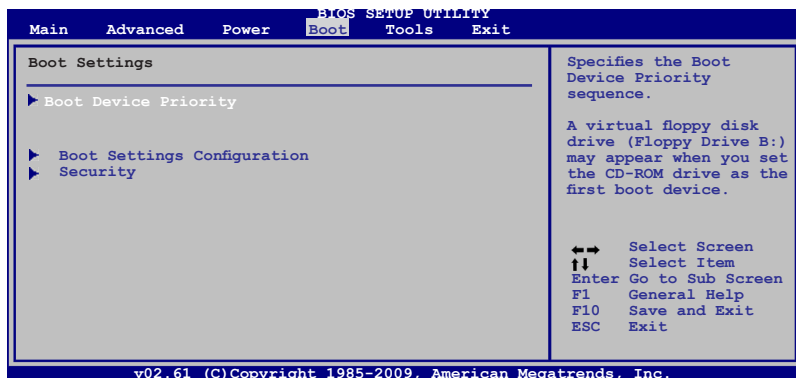 BIOS SETUP UTILITY
Main Advanced Power Boot Tools Exit
Boot Settings
Boot Device Priority
Boot Settings Configuration
Security
Specifies the Boot
Device Priority
sequence.
A virtual floppy disk
drive (Floppy Drive B:)
may appear when you set
the CD-ROM drive as the
first boot device.
Select Screen
Select Item
Enter Go to Sub Screen
F1 General Help
F10 Save and Exit
ESC Exit
v02.61 (C)Copyright 1985-2009, American Megatrends, Inc.